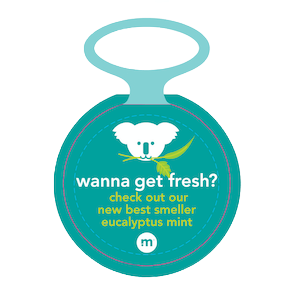 wanna get fresh?
check out our
new best smeller
eucalyptus mint
m